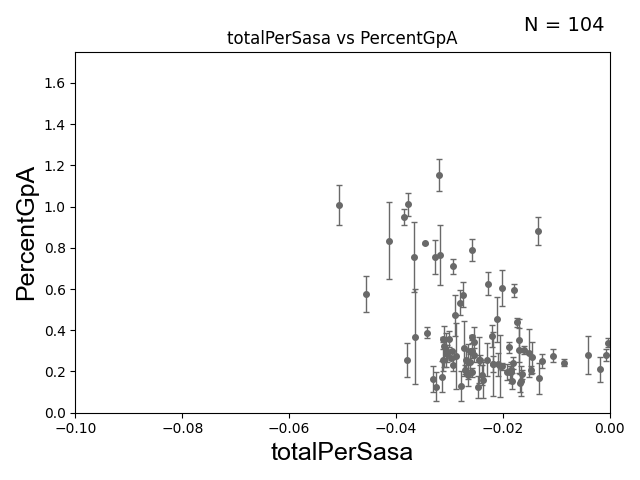 N = 104
totalPerSasa vs PercentGpA
PercentGpA
1.6
1.4
1.2
1.0
0.8
0.6
0.4
0.2
0.0
−0.10 −0.08 −0.06 −0.04 −0.02 0.00
totalPerSasa